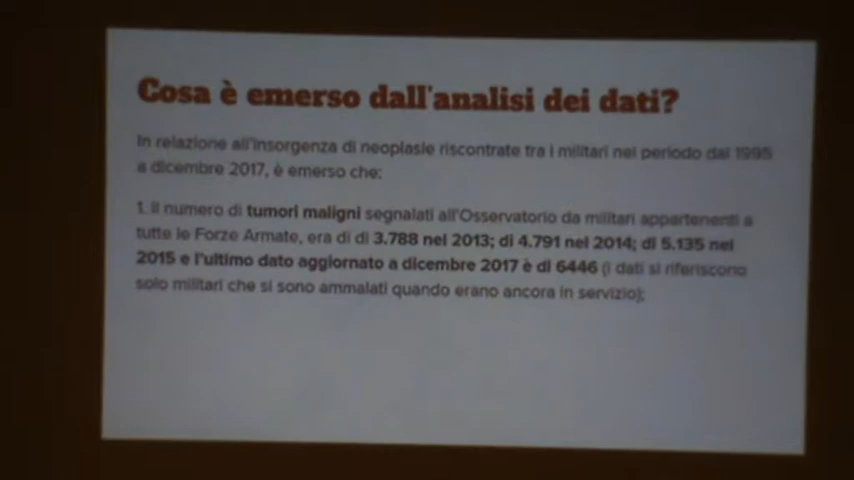 Cosa è emerso dall'analisi dei dati?
In relazione all'insorgenza di neoplasie riscontrate tra i militari nel periodo dal 1995
a dicembre 2017, è emerso che:
1. Il numero di tumori maligni segnalati all'Osservatorio da militari appartenenti a
tutte le Forze Armate, era di di 3.788 nel 2013; di 4.791 nel 2014; di 5.135 nel
2015 e l'ultimo dato aggiornato a dicembre 2017 è di 6446 (i dati si riferiscono
solo militari che si sono ammalati quando erano ancora in servizio);